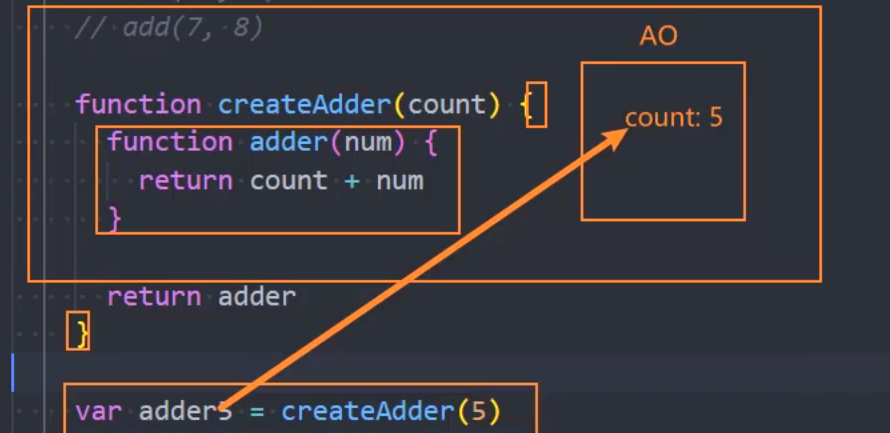 // add(7, 8)
AO
function createAdder(count) {
count: 5
function adder(num) {
return count + num
}
return adder
}
var adder5 = createAdder(5)